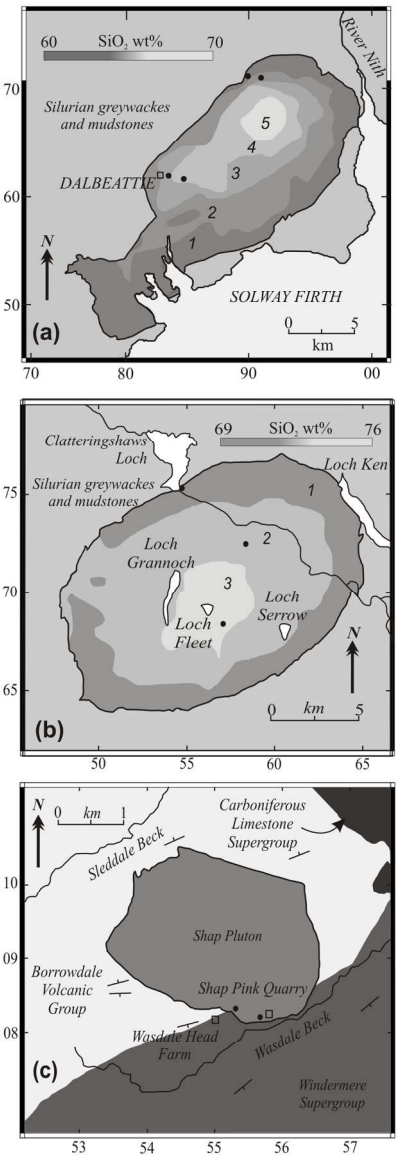 60 SiO2 wt% 70
River Nith
70
Silurian greywackes
and mudstones
5
4
DALBEATTIE
3
60
2
1
N
SOLWAY FIRTH
50
0 5
km
(a)
70 80 90 00
69 SiO2 wt% 76
Clatteringshaws
Loch
Loch Ken
75
Silurian greywackes
and mudstones
1
Loch
Grannoch
2
3
70
Loch
Serrow
Loch
Fleet
N
65
0 km 5
(b)
50 55 60 65
N
0 km 1
Carboniferous
Limestone
Supergroup
Sleddale Beck
10
Shap Pluton
09
Borrowdale
Volcanic
Group
Shap Pink Quarry
08
Wasdale Head
Farm
Wasdale Beck
(c)
Windermere
Supergroup
53 54 55 56 57